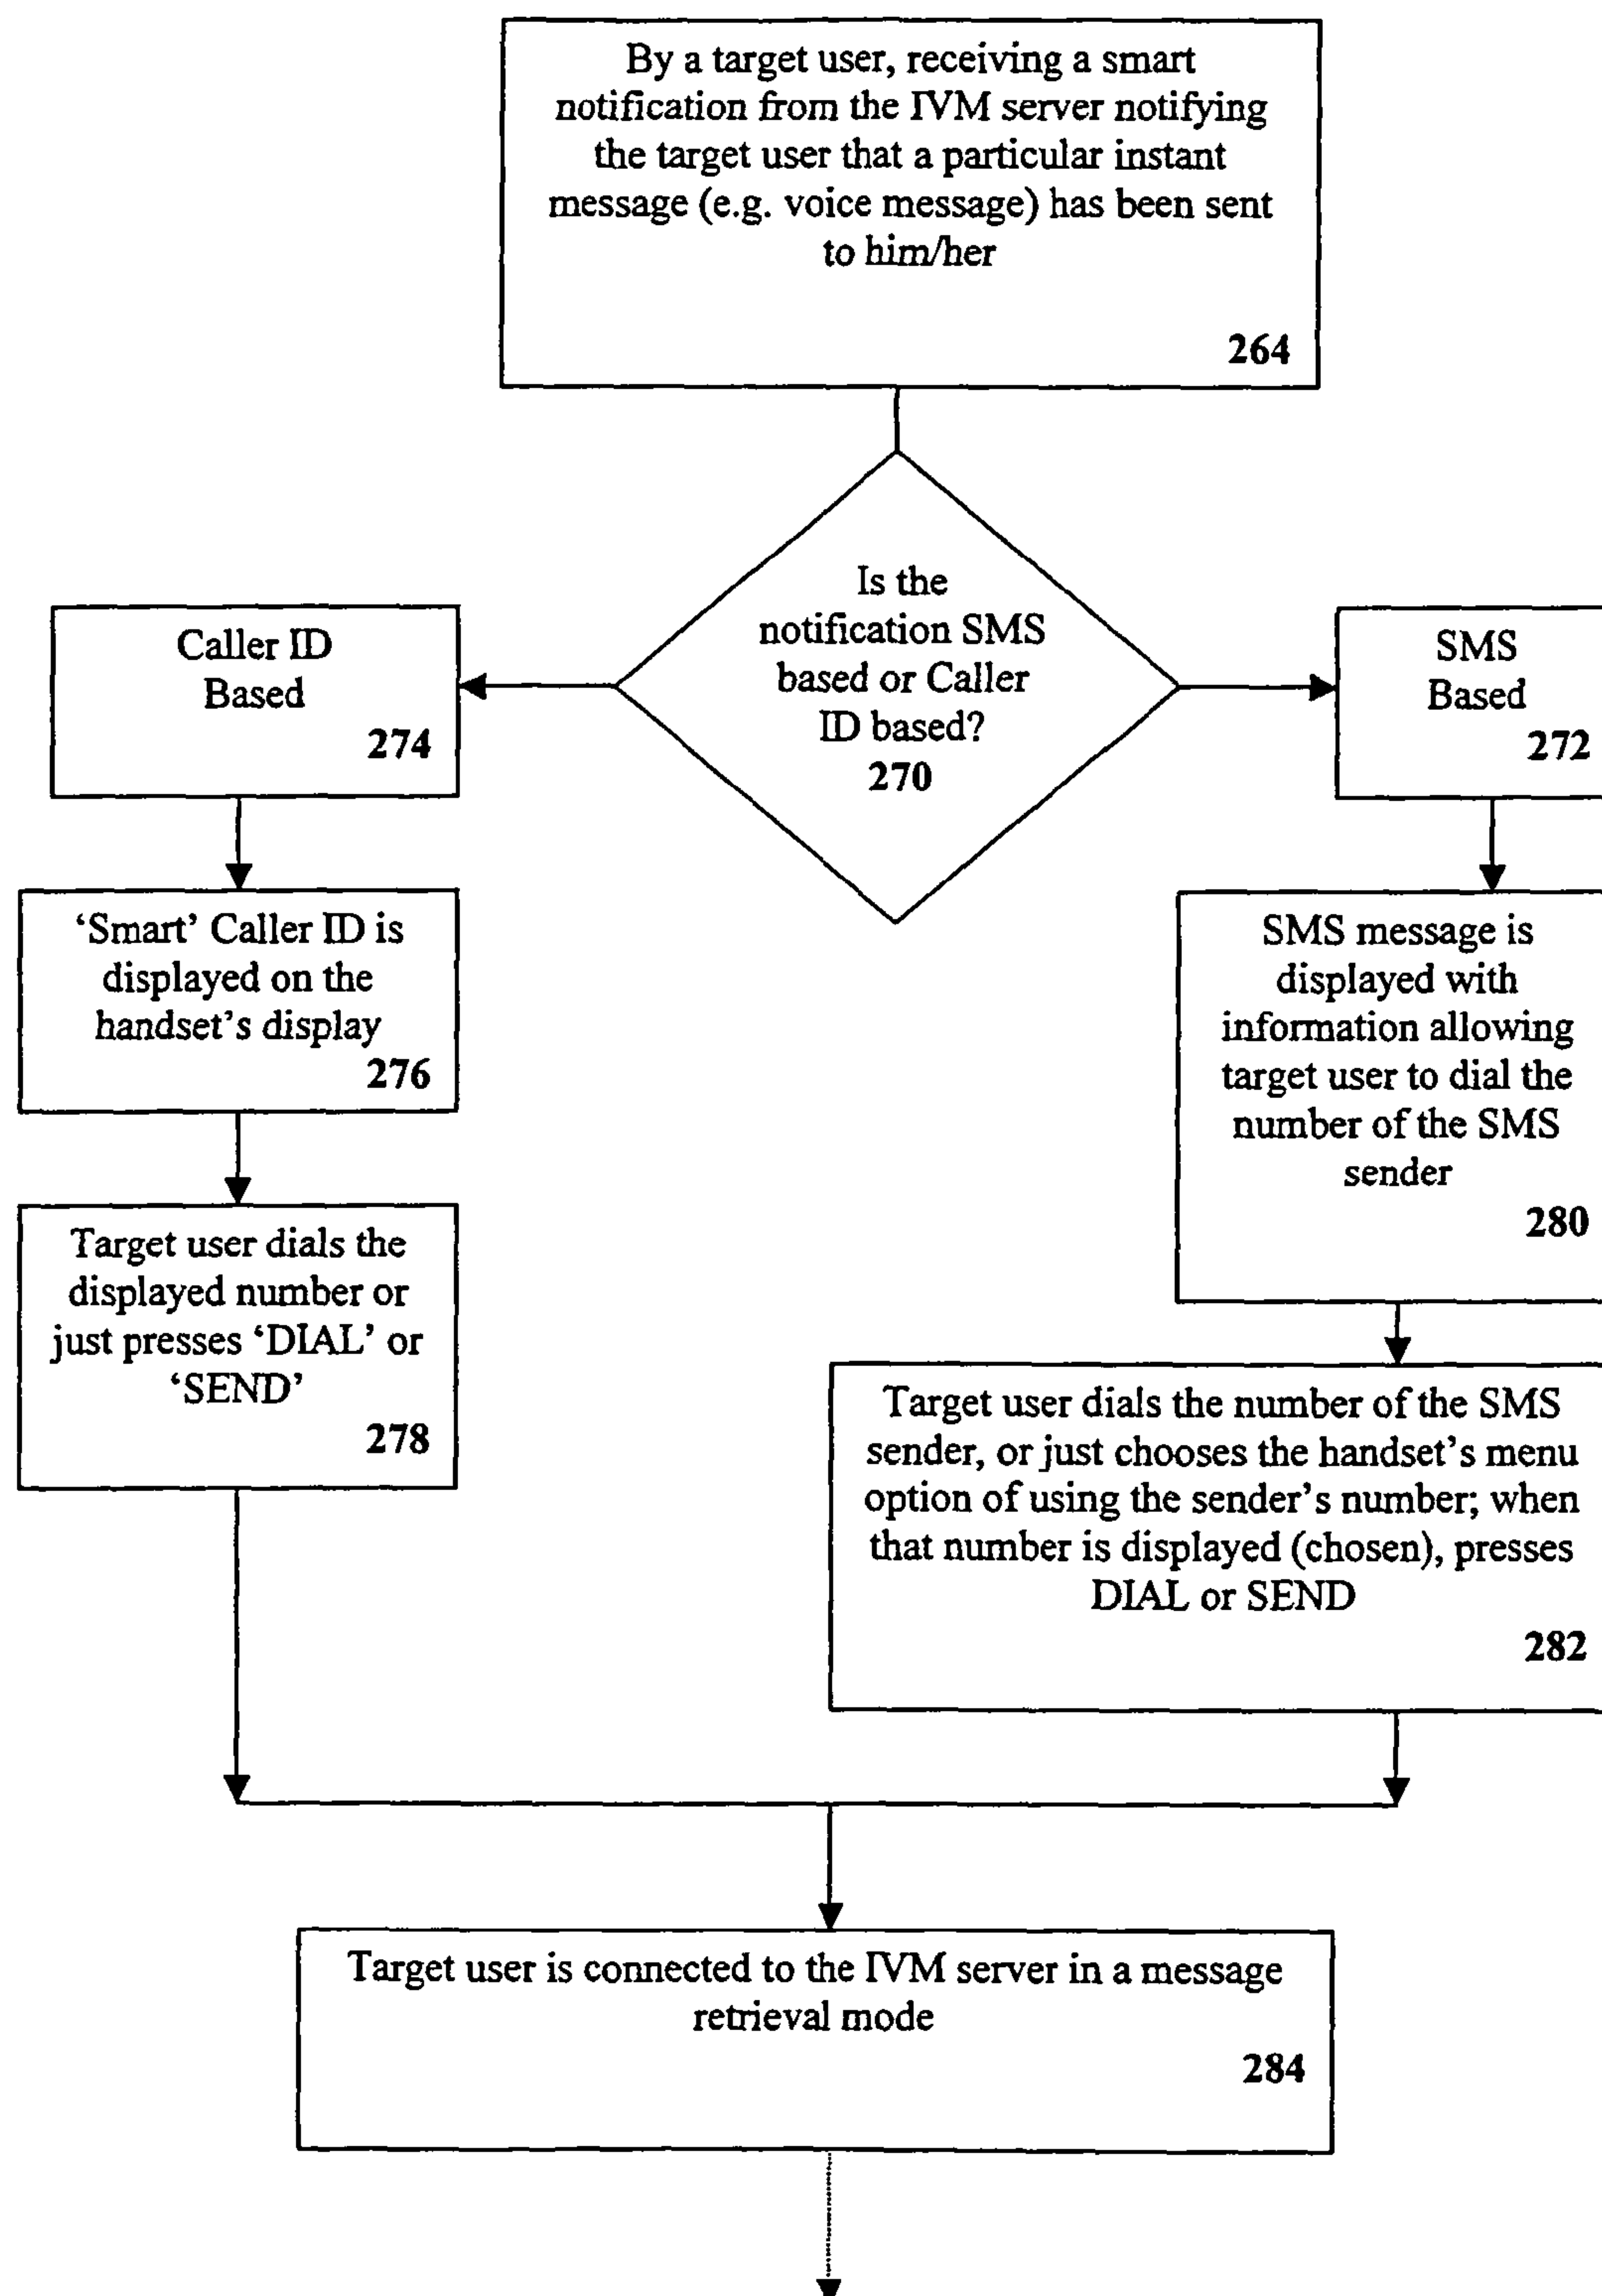 By a target user, receiving a smart
notification from the IVM server notifying
the target user that a particular instant
message (e.g. voice message) has been sent
to him/her
264
Is the
notification SMS
based or Caller
ID based?
270
Caller ID
Based
274
SMS
Based
272
‘Smart’ Caller ID is
displayed on the
handset’s display
276
SMS message is
displayed with
information allowing
target user to dial the
number of the SMS
sender
280
Target user dials the
displayed number or
just presses ‘DIAL’ or
‘SEND’
278
Target user dials the number of the SMS
sender, or just chooses the handset’s menu
option of using the sender’s number; when
that number is displayed (chosen), presses
DIAL or SEND
282
Target user is connected to the IVM server in a message
retrieval mode
284